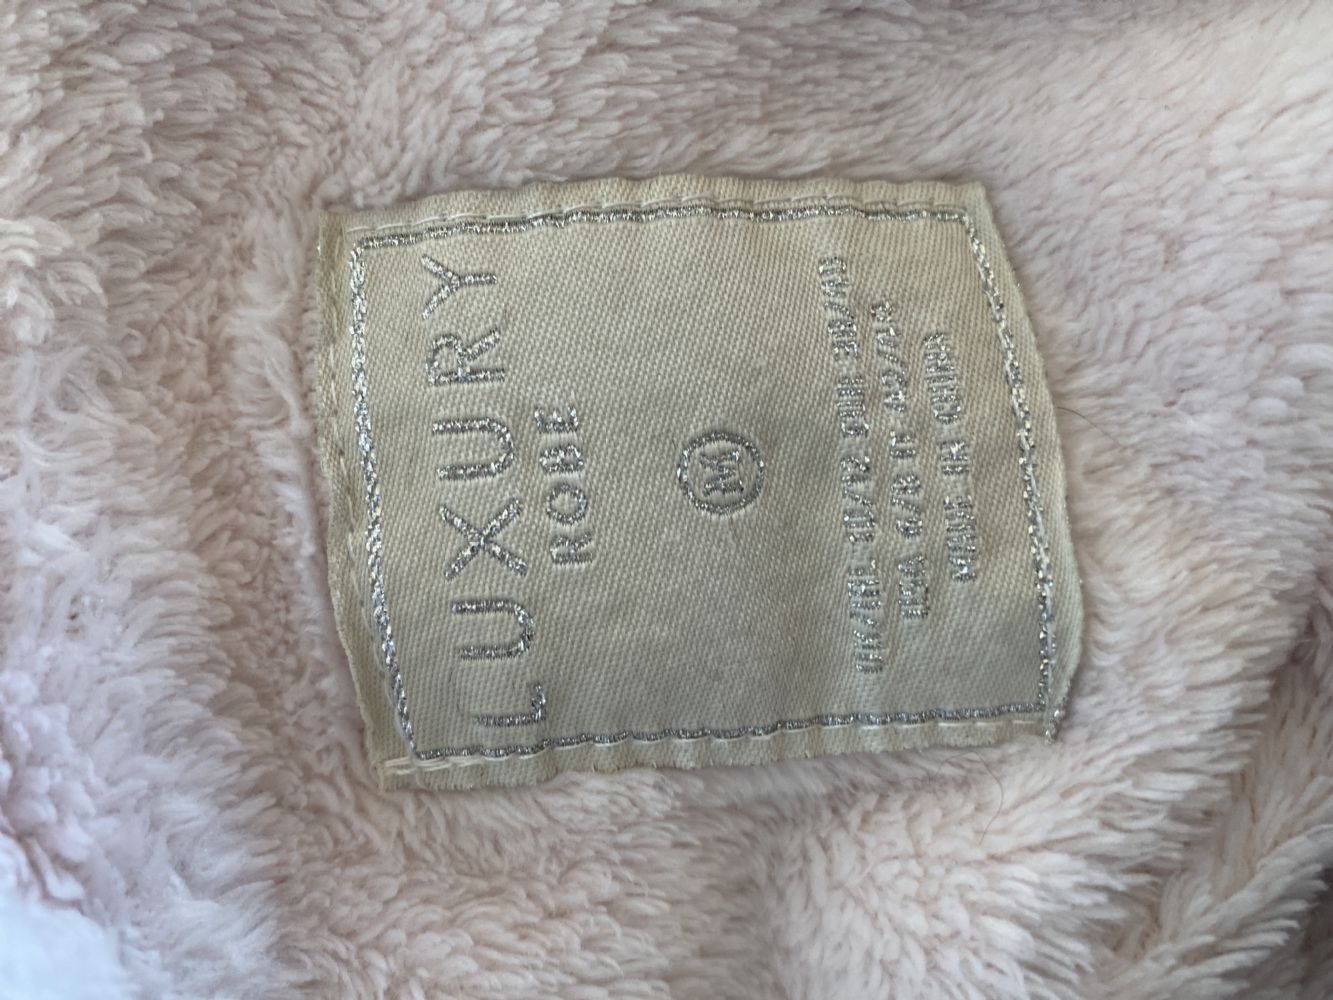 LUXURY
ROBE
M
UK/IRL 10/12 EUR 38/40
USA 6/8 IT 42/44
MADE IN CHINA